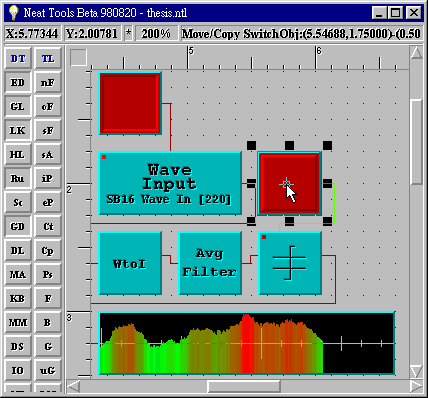 Neat Tools Beta 980820 - thesis.ntl
X:5.77344 Y:2.00781 * 200% Move/Copy SwitchObj:(5.54688,1.75000)-(0.50
5 6
DT TL
ED nF
GL oF
LK sF
HL sA
Ru iP
Sc eP
GD Ct
DL Cp
MA Ps
KB F
MM B
DS G
IO uG
Wave
Input
SB16 Wave In [220]
2
WtoI
Avg
Filter
3